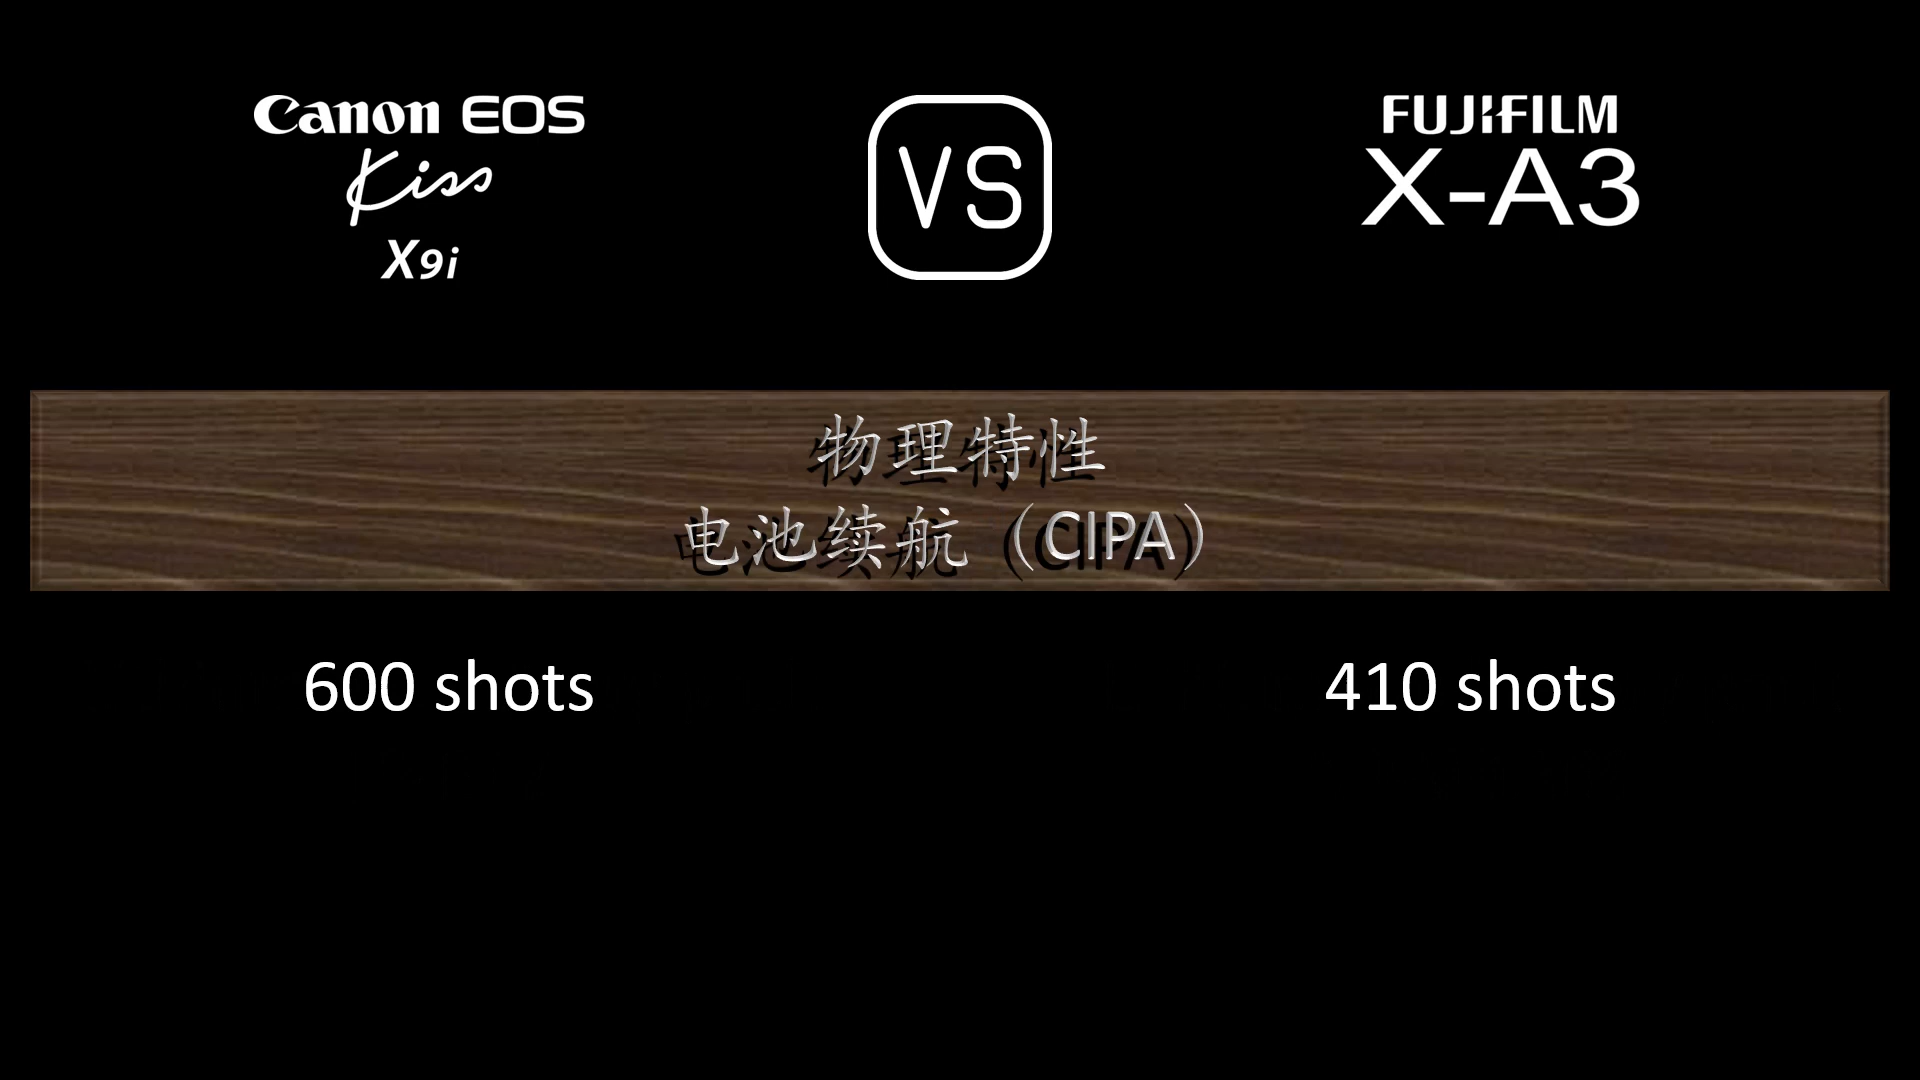 Canon EOS
Kiss
X9i
VS
FUJIFILM
X-A3
物理特性
电池续航（CIPA）
600 shots
410 shots